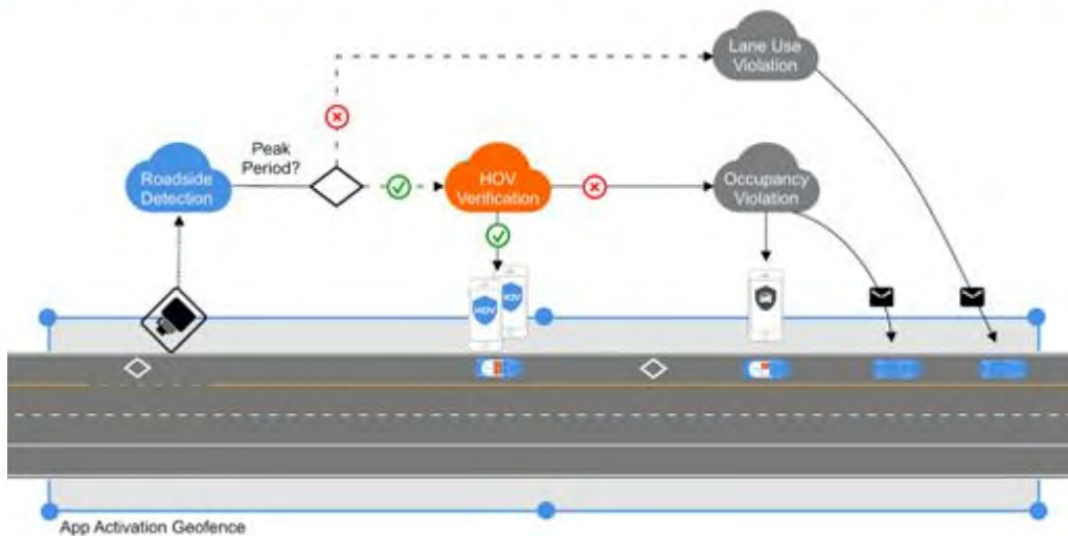 Lane Use
Violation
Peak
Period?
Roadside
Detection
HOV
Verification
Occupancy
Violation
HOV
HOV
App Activation Geofence